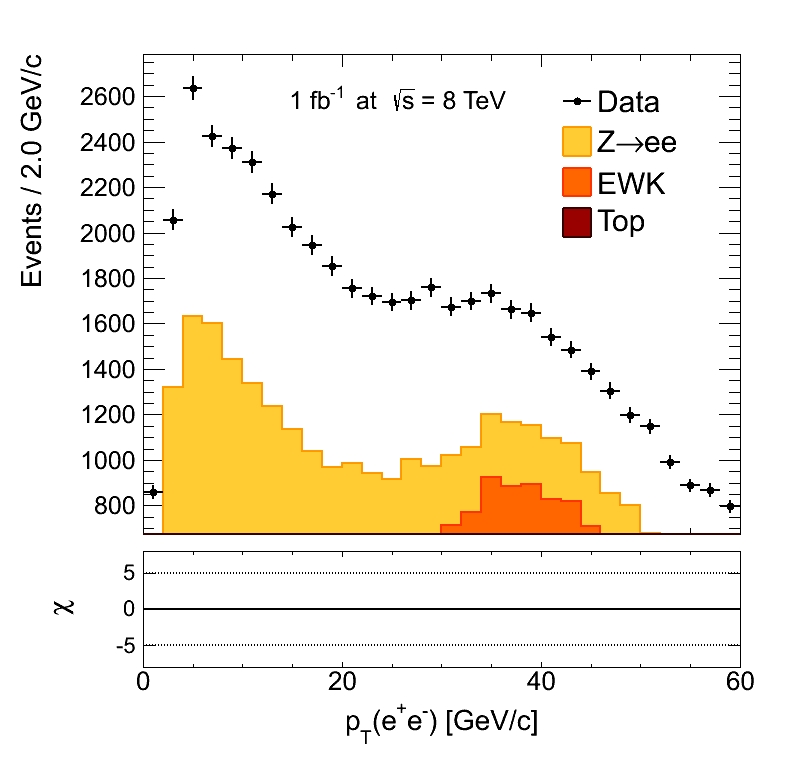 Events / 2.0 GeV/c
2600
2400
2200
2000
1800
1600
1400
1200
1000
800
1 fb⁻¹ at √s = 8 TeV
Data
Z→ee
EWK
Top
χ
5
0
-5
0 20 40 60
p_T(e⁺e⁻) [GeV/c]